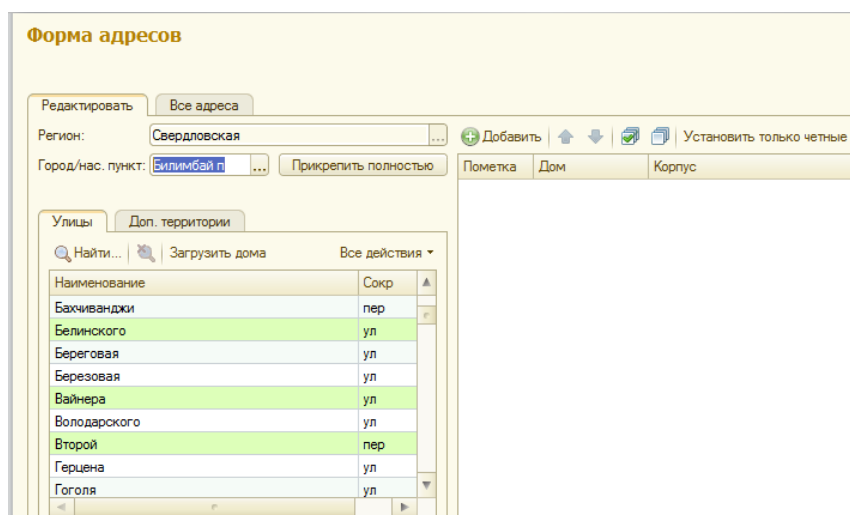 Форма адресов
Редактировать Все адреса
Регион: Свердловская ... Добавить Установить только четные
Город/нас. пункт: Билимбай п ... Прикрепить полностью Пометка Дом Корпус
Улицы Доп. территории
Найти... Загрузить дома Все действия
Наименование Сокр
Бахчиванджи пер
Белинского ул
Береговая ул
Березовая ул
Вайнера ул
Володарского ул
Второй пер
Герцена ул
Гоголя ул